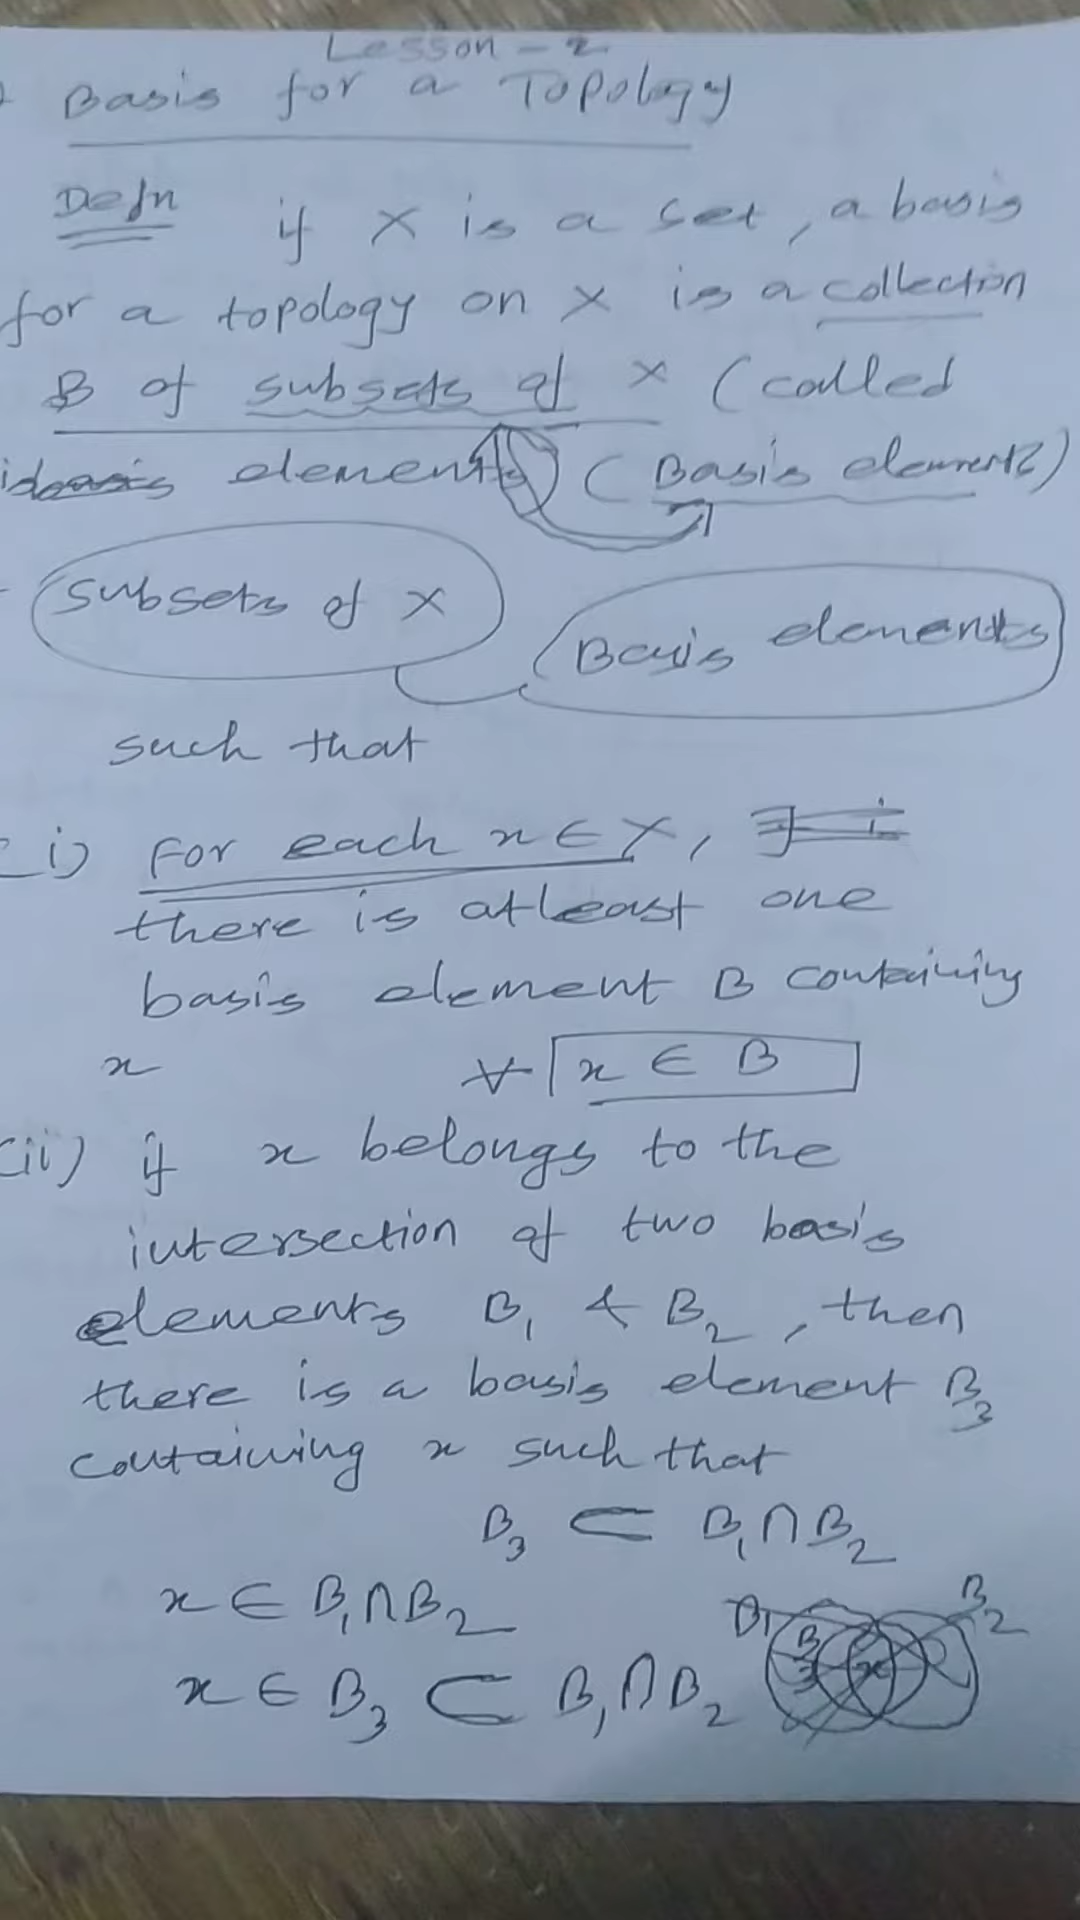 Lesson - 2
Basis for a Topology
Defn if X is a set, a basis
for a topology on X is a collection
B of subsets of X (called
elements) (Basis elements)
subsets of X
Basis elements
such that
i) For each x ∈ X,
there is atleast one
basis element B containing
x ∀ x ∈ B
(ii) if x belongs to the
intersection of two basis
elements B₁ & B₂, then
there is a basis element B₃
containing x such that
B₃ ⊂ B₁∩B₂
x ∈ B₁∩B₂
x ∈ B₃ ⊂ B₁∩B₂
B₁ B₂
B₃ x